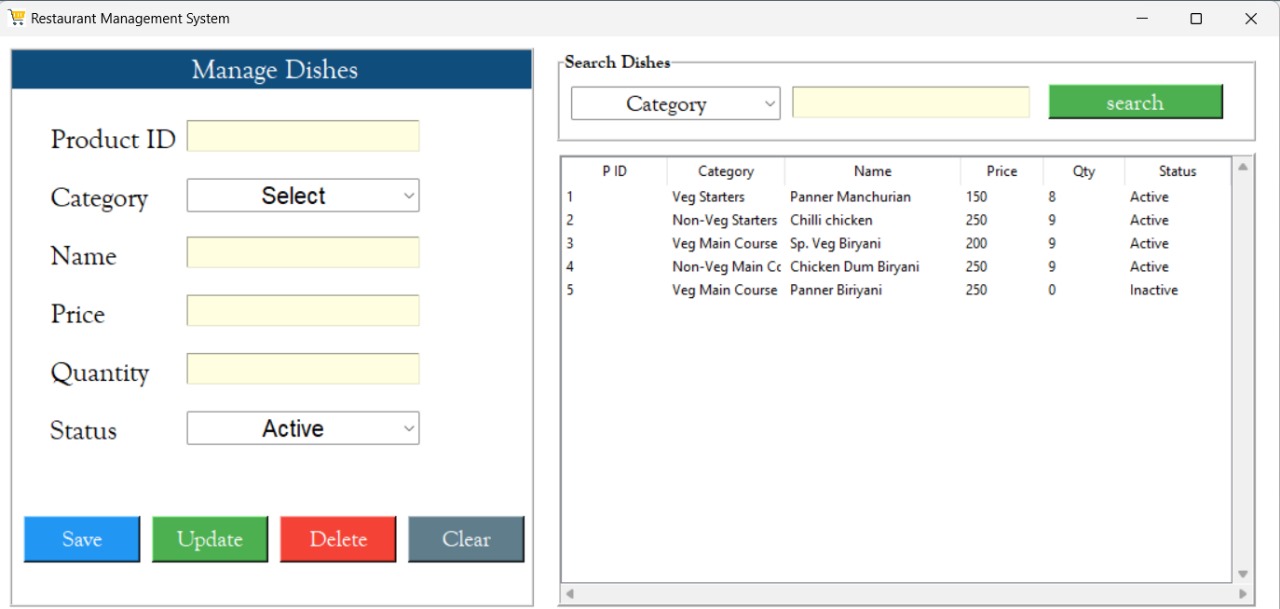 Restaurant Management System
Manage Dishes
Product ID
Category Select
Name
Price
Quantity
Status Active
Save Update Delete Clear
Search Dishes
Category search
P ID Category Name Price Qty Status
1 Veg Starters Panner Manchurian 150 8 Active
2 Non-Veg Starters Chilli chicken 250 9 Active
3 Veg Main Course Sp. Veg Biryani 200 9 Active
4 Non-Veg Main Cc Chicken Dum Biryani 250 9 Active
5 Veg Main Course Panner Biriyani 250 0 Inactive